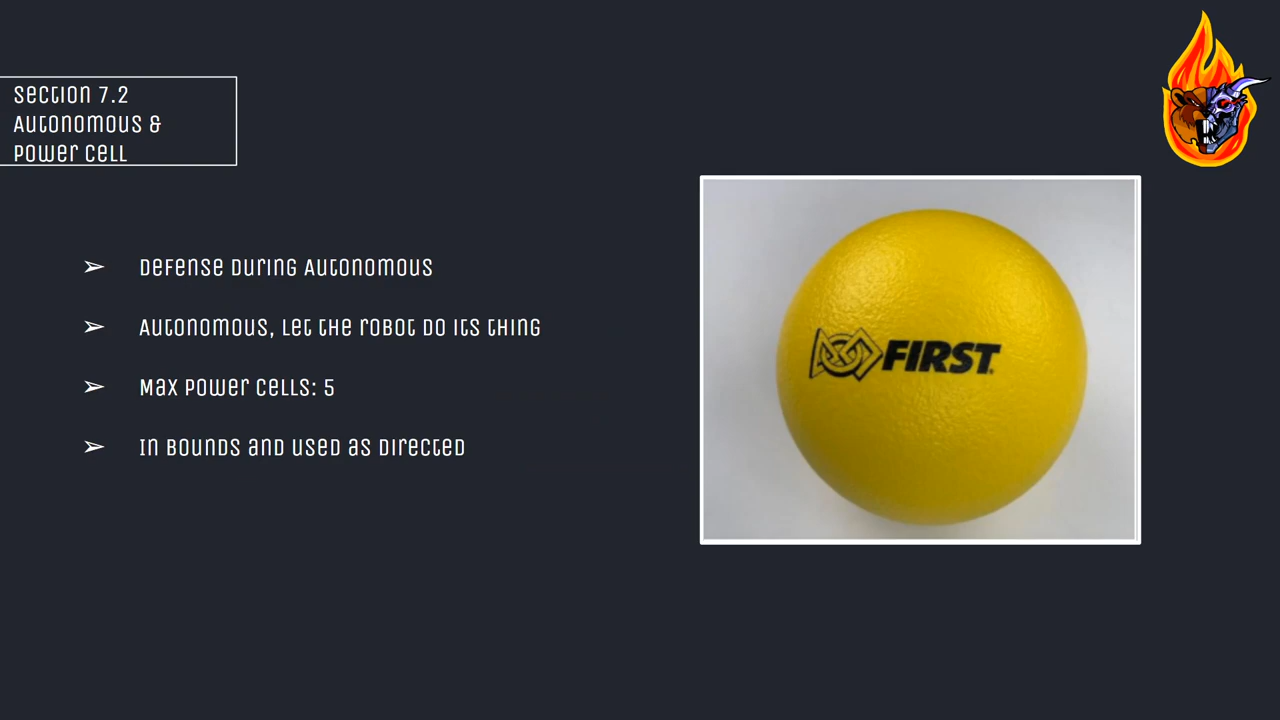 Section 7.2
Autonomous &
Power Cell
➢ Defense During Autonomous
➢ Autonomous, let the robot do its thing
➢ Max Power Cells: 5
➢ In bounds and used as directed
FIRST®